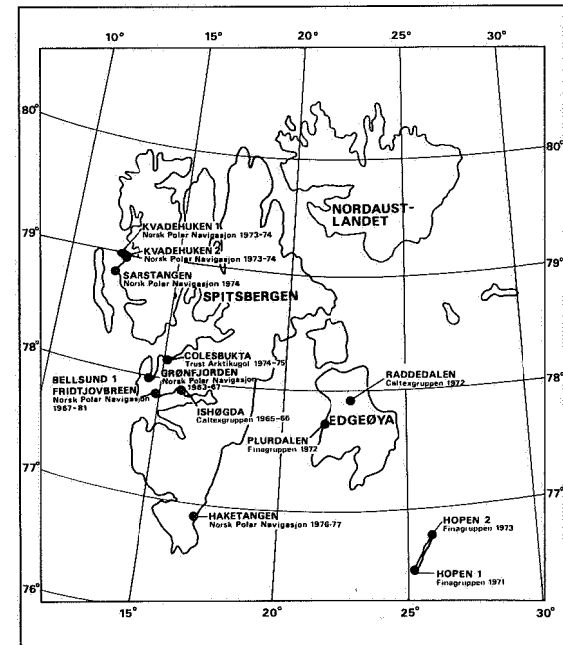 10° 15° 20° 25° 30°
80° 80°
NORDAUST-
LANDET
KVADEHUKEN 1
Norsk Polar Navigasjon 1973-74
79°
KVADEHUKEN 2
Norsk Polar Navigasjon 1973-74
79°
SARSTANGEN
Norsk Polar Navigasjon 1974
SPITSBERGEN
78°
COLESBUKTA
Trust Arktikugol 1974-75
GRØNFJORDEN
Norsk Polar Navigasjon
1963-67
RADDEDALEN
Caltexgruppen 1972
78°
BELLSUND 1
FRIDTJOVBREEN
Norsk Polar Navigasjon
1967-81
ISHØGDA
Caltexgruppen 1965-66
EDGEØYA
PLURDALEN
Finagruppen 1972
77° 77°
HAKETANGEN
Norsk Polar Navigasjon 1976-77
HOPEN 2
Finagruppen 1973
HOPEN 1
Finagruppen 1971
76° 76°
15° 20° 25° 30°